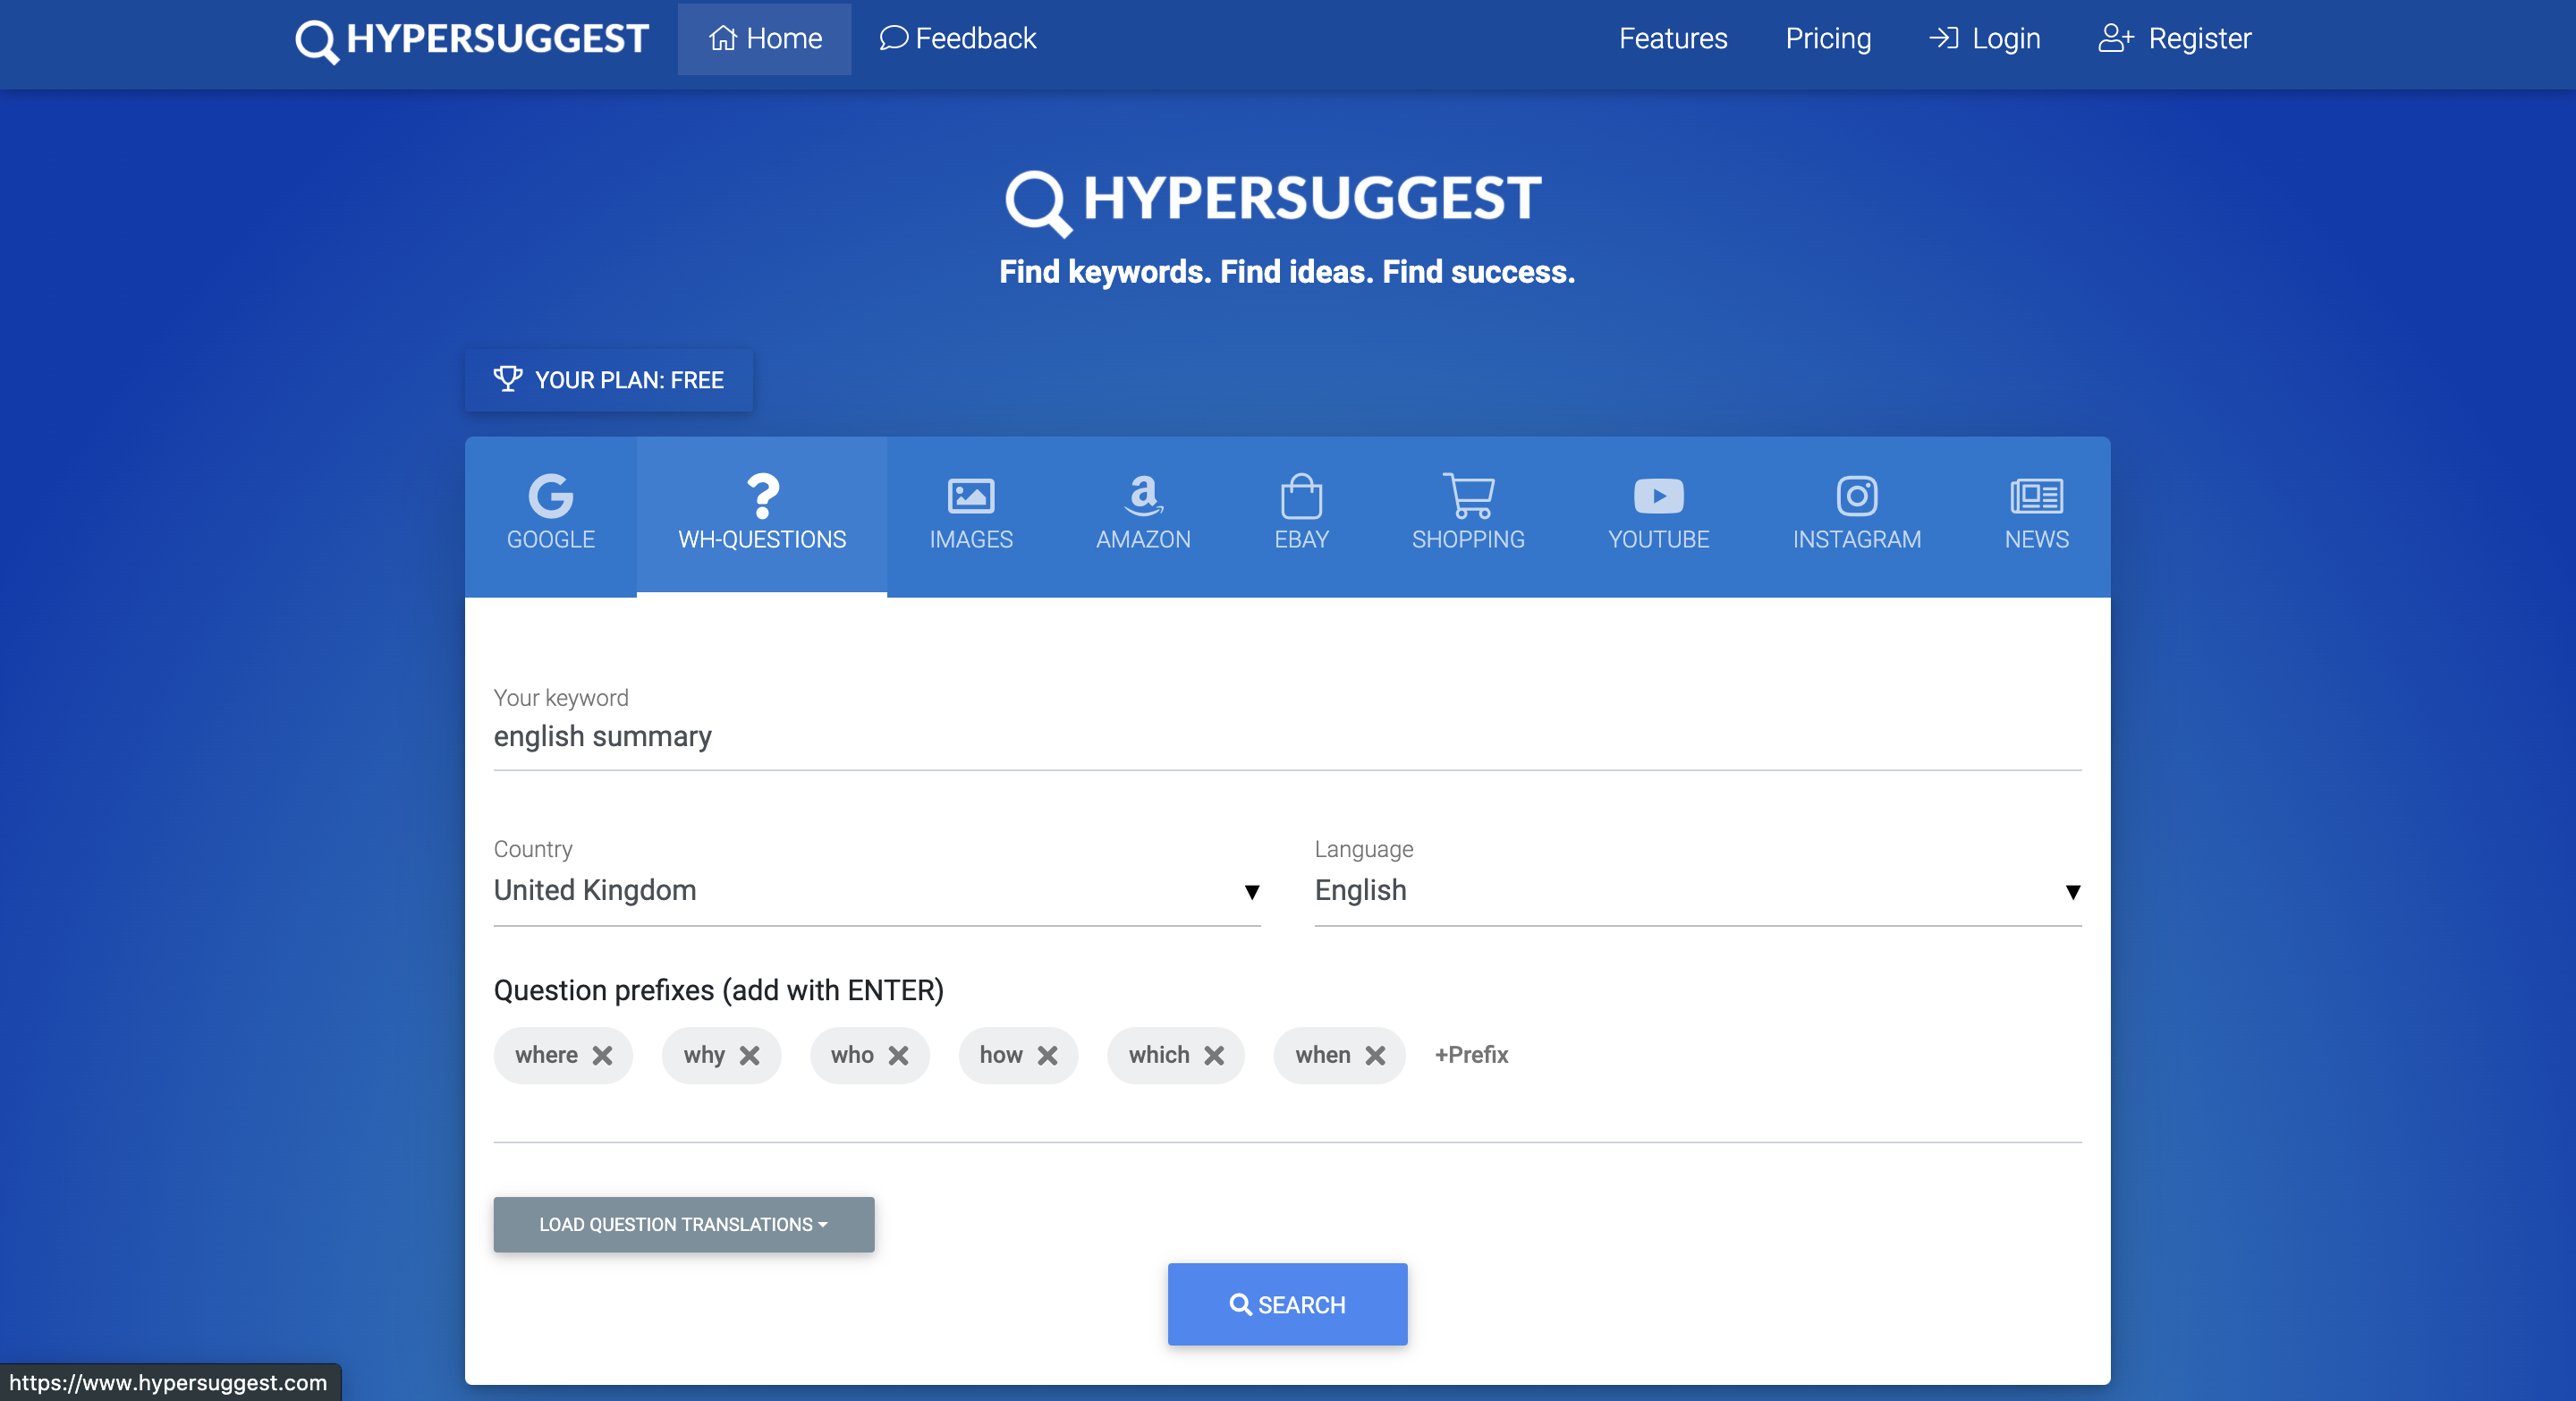 HYPERSUGGEST Home Feedback Features Pricing Login Register
HYPERSUGGEST
Find keywords. Find ideas. Find success.
YOUR PLAN: FREE
GOOGLE WH-QUESTIONS IMAGES AMAZON EBAY SHOPPING YOUTUBE INSTAGRAM NEWS
Your keyword
english summary
Country Language
United Kingdom English
Question prefixes (add with ENTER)
where why who how which when +Prefix
LOAD QUESTION TRANSLATIONS
SEARCH
https://www.hypersuggest.com